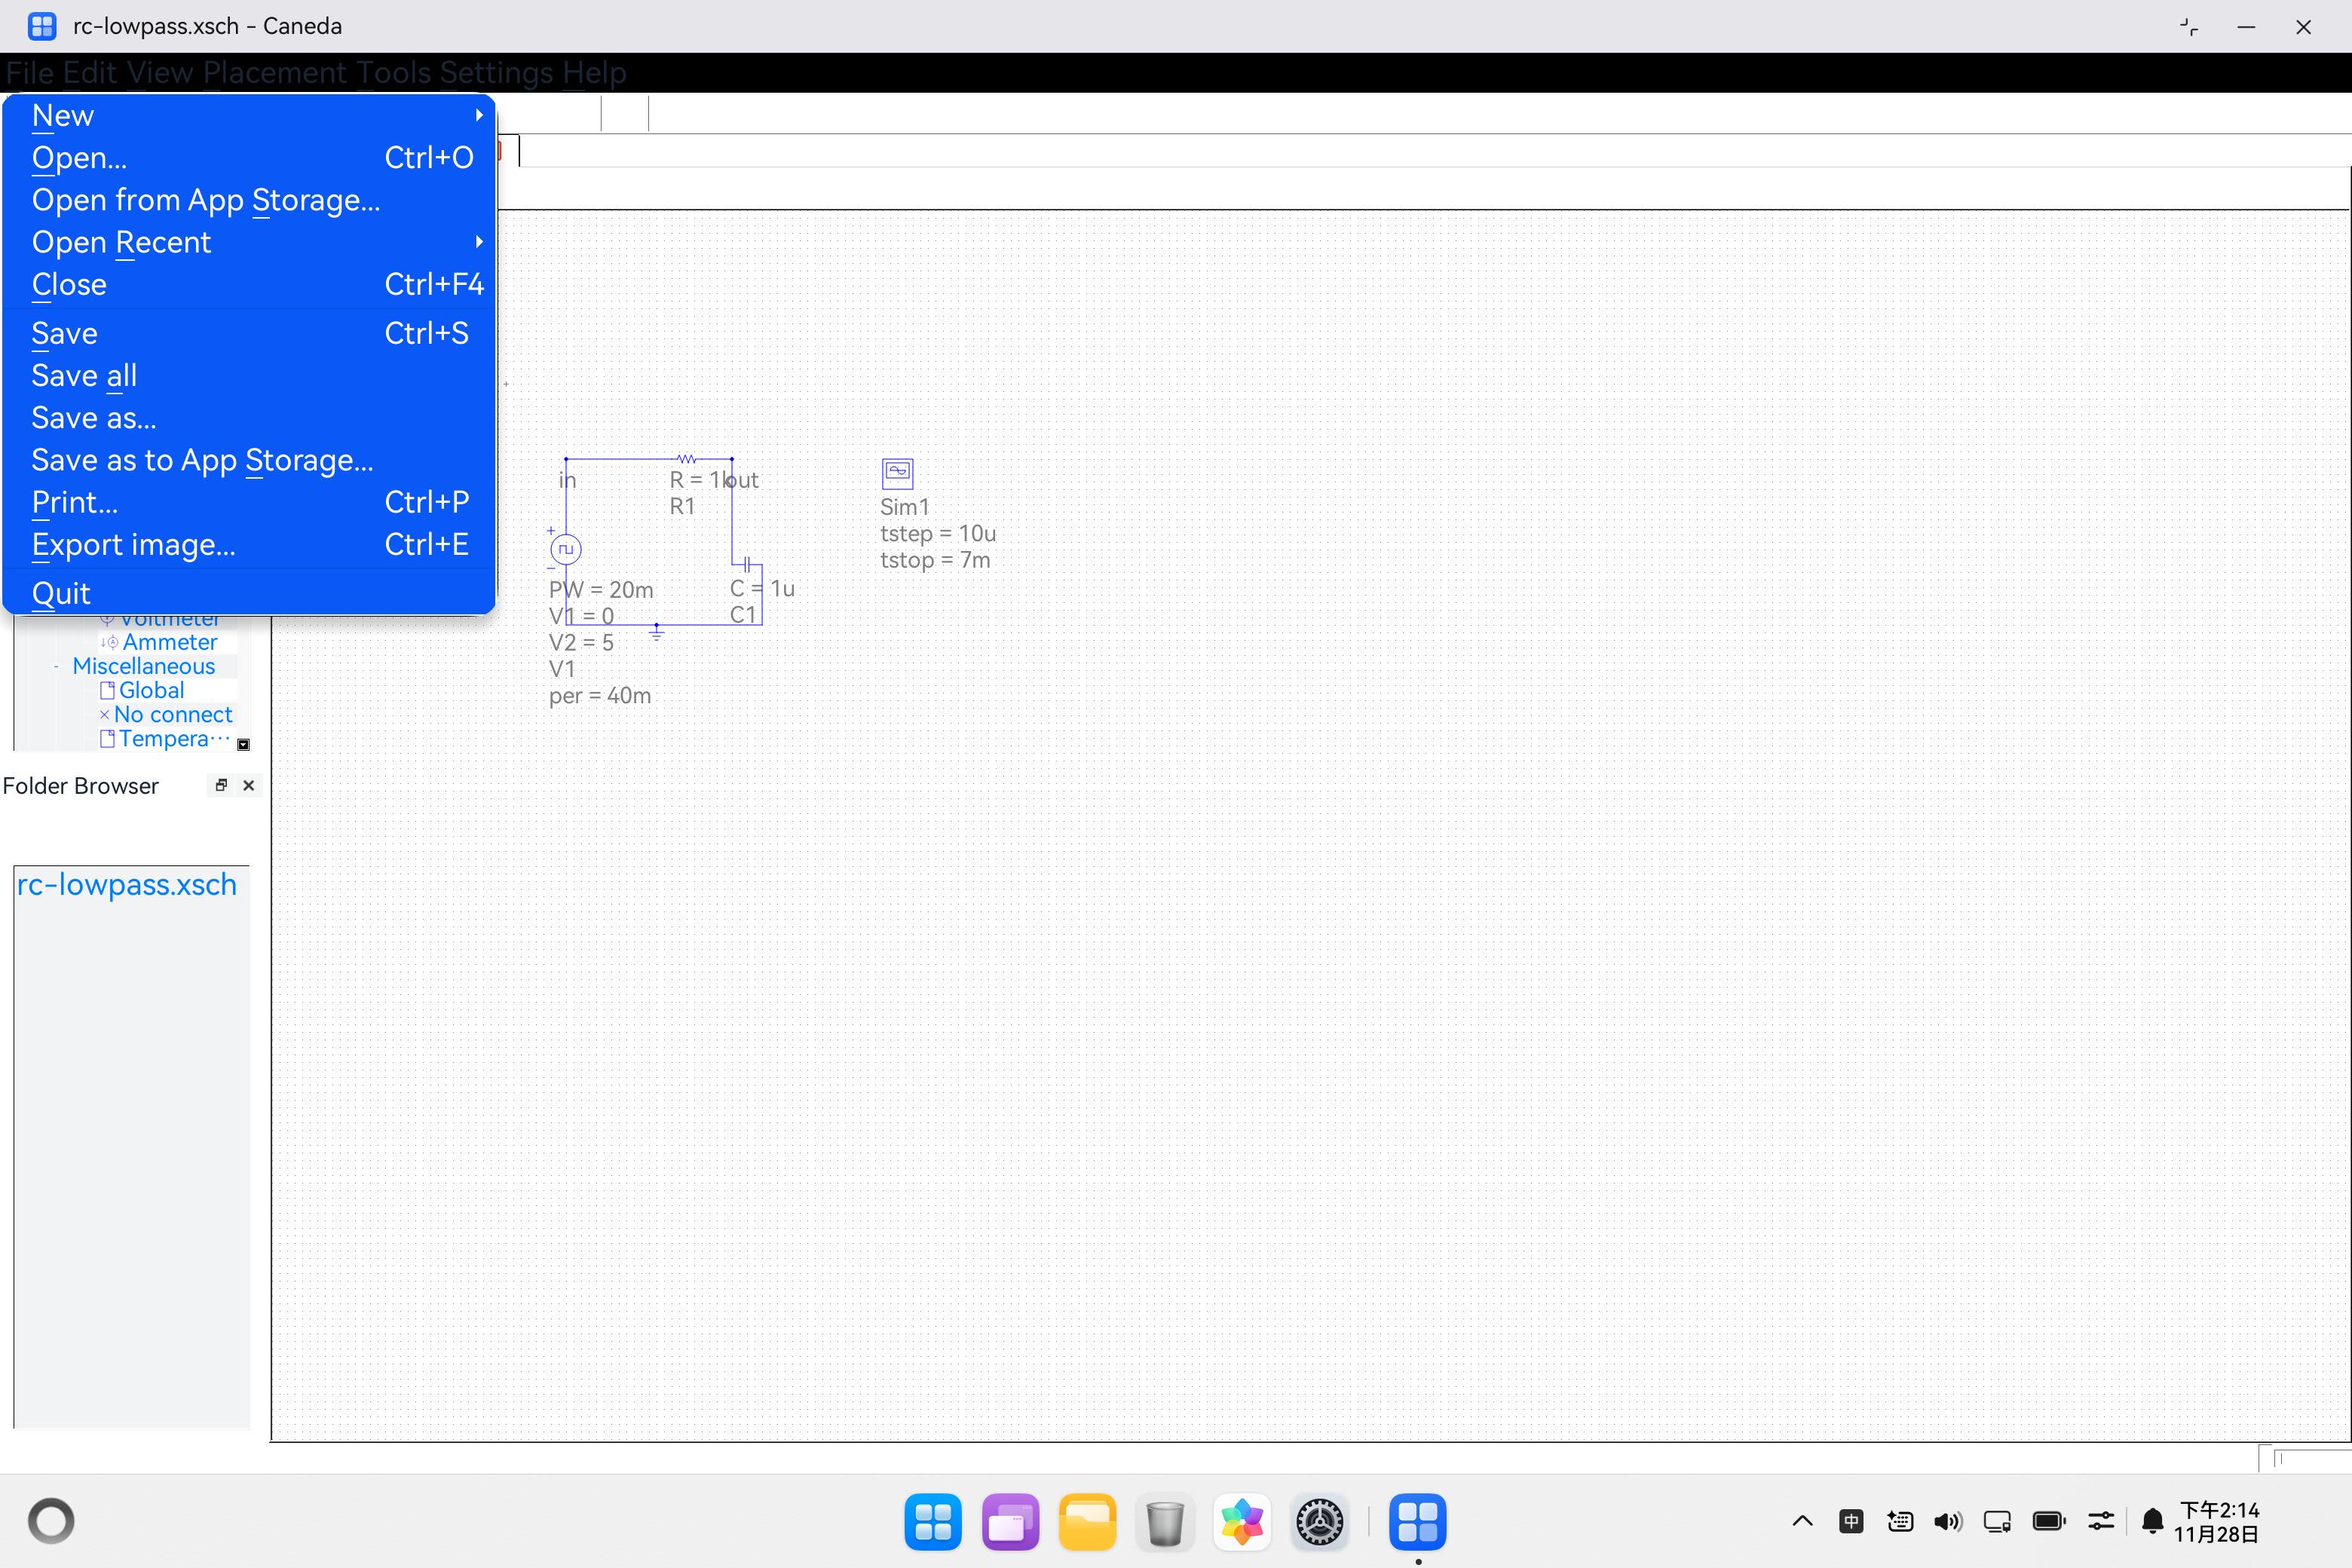 rc-lowpass.xsch - Caneda
File Edit View Placement Tools Settings Help
New
Open... Ctrl+O
Open from App Storage...
Open Recent
Close Ctrl+F4
Save Ctrl+S
Save all
Save as...
Save as to App Storage...
Print... Ctrl+P
Export image... Ctrl+E
Quit
Voltmeter
Ammeter
Miscellaneous
Global
No connect
Tempera···
Folder Browser
rc-lowpass.xsch
in
R = 1k
out
R1
+
−
PW = 20m
V1 = 0
V2 = 5
V1
per = 40m
C = 1u
C1
Sim1
tstep = 10u
tstop = 7m
中
下午2:14
11月28日